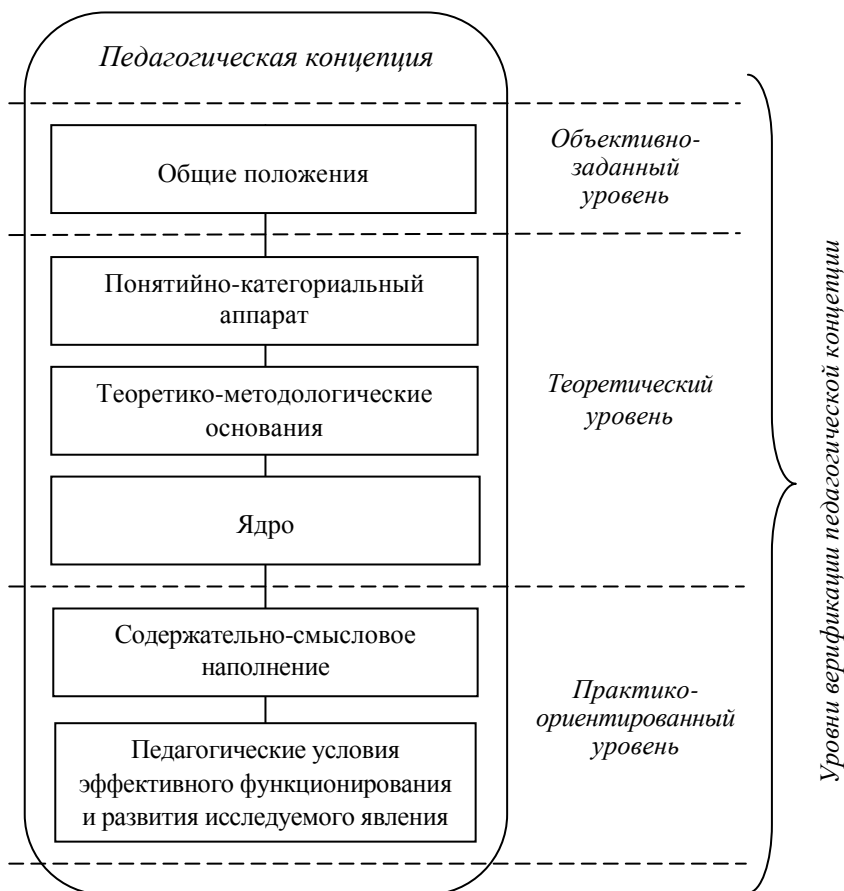 Педагогическая концепция
Общие положения
Объективно-
заданный
уровень
Понятийно-категориальный
аппарат
Теоретико-методологические
основания
Ядро
Теоретический
уровень
Содержательно-смысловое
наполнение
Педагогические условия
эффективного функционирования
и развития исследуемого явления
Практико-
ориентированный
уровень
Уровни верификации педагогической концепции